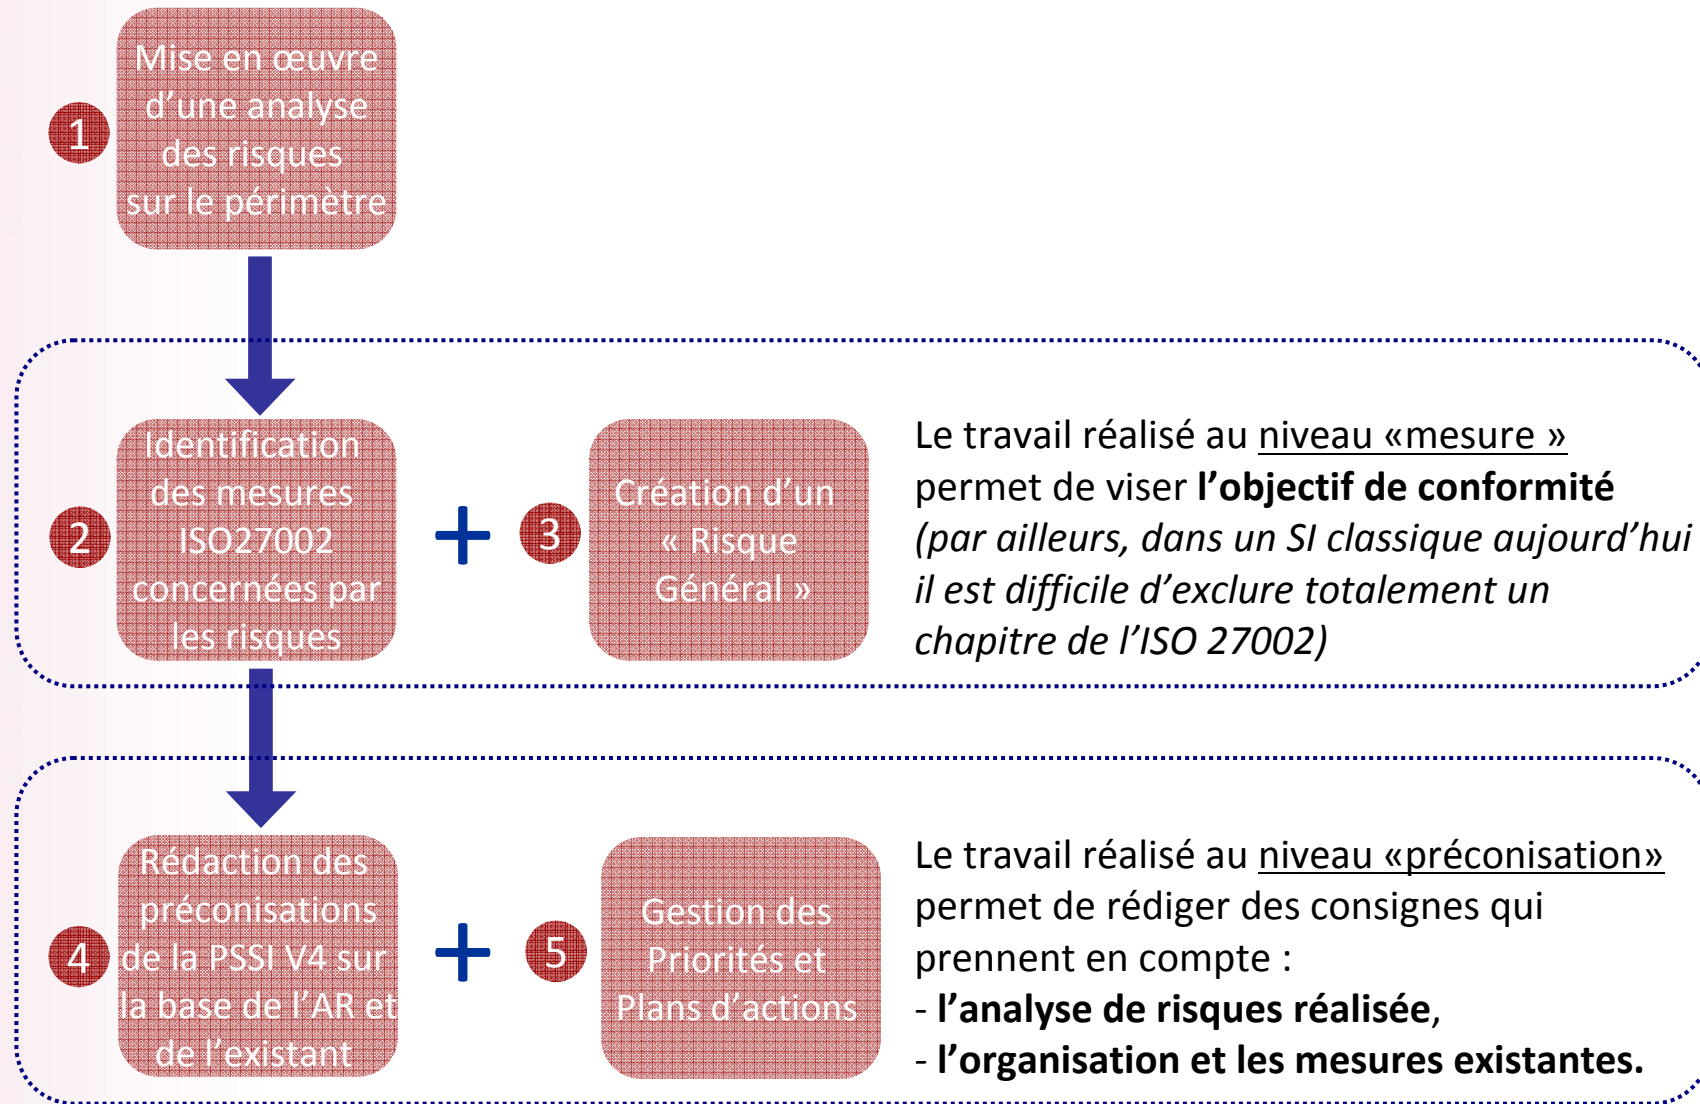 1
Mise en œuvre
d’une analyse
des risques
sur le périmètre
2
Identification
des mesures
ISO27002
concernées par
les risques
+
3
Création d’un
« Risque
Général »
Le travail réalisé au niveau «mesure »
permet de viser l’objectif de conformité
(par ailleurs, dans un SI classique aujourd’hui
il est difficile d’exclure totalement un
chapitre de l’ISO 27002)
4
Rédaction des
préconisations
de la PSSI V4 sur
la base de l’AR et
de l’existant
+
5
Gestion des
Priorités et
Plans d’actions
Le travail réalisé au niveau «préconisation»
permet de rédiger des consignes qui
prennent en compte :
- l’analyse de risques réalisée,
- l’organisation et les mesures existantes.